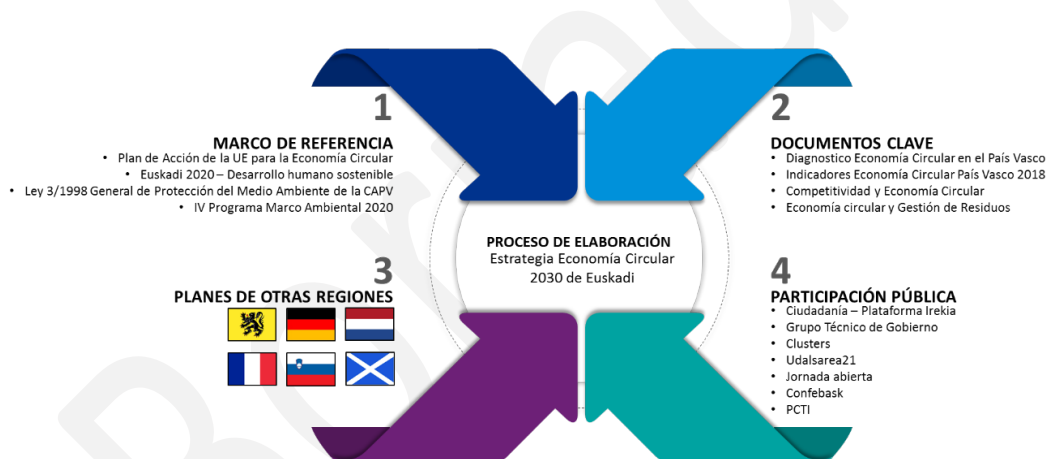 1
MARCO DE REFERENCIA
• Plan de Acción de la UE para la Economía Circular
• Euskadi 2020 – Desarrollo humano sostenible
• Ley 3/1998 General de Protección del Medio Ambiente de la CAPV
• IV Programa Marco Ambiental 2020
2
DOCUMENTOS CLAVE
• Diagnostico Economía Circular en el País Vasco
• Indicadores Economía Circular País Vasco 2018
• Competitividad y Economía Circular
• Economía circular y Gestión de Residuos
PROCESO DE ELABORACIÓN
Estrategia Economía Circular
2030 de Euskadi
3
PLANES DE OTRAS REGIONES
4
PARTICIPACIÓN PÚBLICA
• Ciudadanía – Plataforma Irekia
• Grupo Técnico de Gobierno
• Clusters
• Udalsarea21
• Jornada abierta
• Confebask
• PCTI